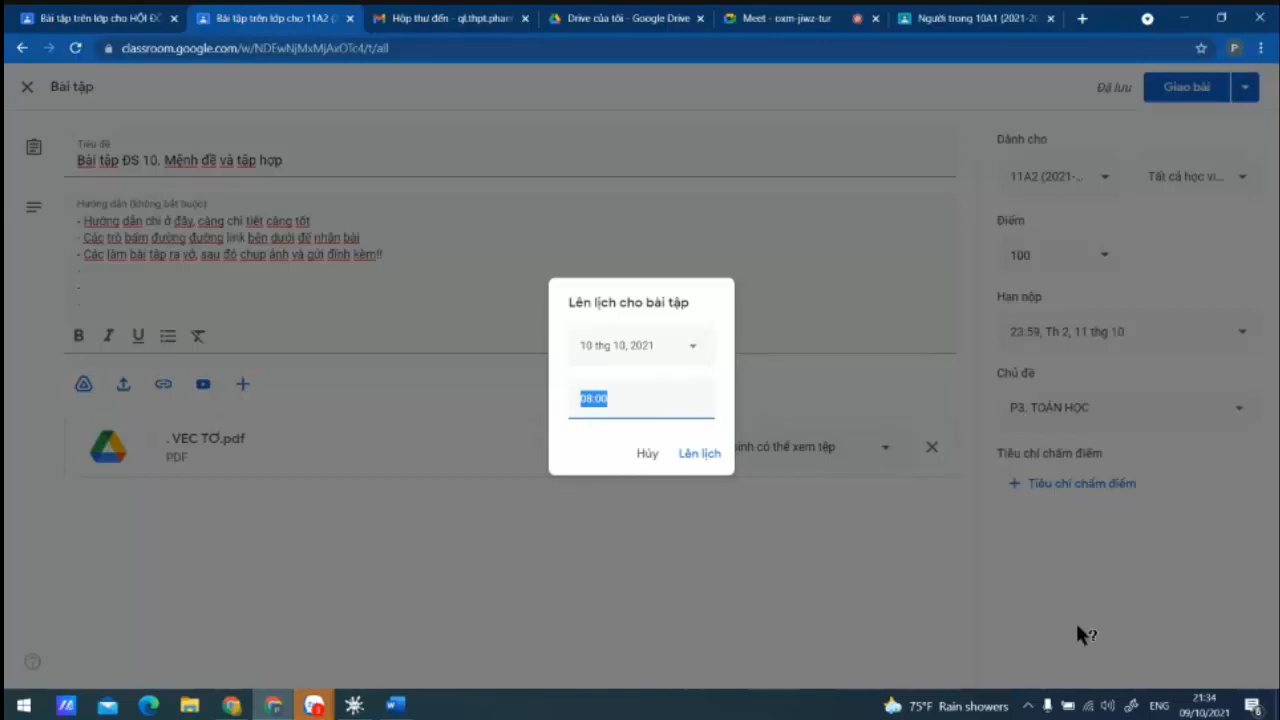 Bài tập trên lớp cho HỘI ĐỒ
Bài tập trên lớp cho 11A2 (2
Hộp thư đến - ql.thpt.pham
Drive của tôi - Google Drive
Meet - oxm-jiwz-tur
Người trong 10A1 (2021-20
classroom.google.com/w/NDEwNjMxMjAxOTc4/t/all
P
Bài tập
Đã lưu
Giao bài
Tiêu đề
Bài tập ĐS 10. Mệnh đề và tập hợp
Hướng dẫn (không bắt buộc)
- Hướng dẫn chi ở đây, càng chi tiết càng tốt
- Các trò bấm đường đường link bên dưới để nhận bài
- Các làm bài tập ra vở, sau đó chụp ảnh và gửi đính kèm!!
-
-
-
B I U
. VEC TƠ.pdf
PDF
sinh có thể xem tệp
Lên lịch cho bài tập
10 thg 10, 2021
08:00
Hủy
Lên lịch
Dành cho
11A2 (2021-...
Tất cả học vi...
Điểm
100
Hạn nộp
23:59, Th 2, 11 thg 10
Chủ đề
P3. TOÁN HỌC
Tiêu chí chấm điểm
+ Tiêu chí chấm điểm
75°F Rain showers
ENG
21:34
09/10/2021